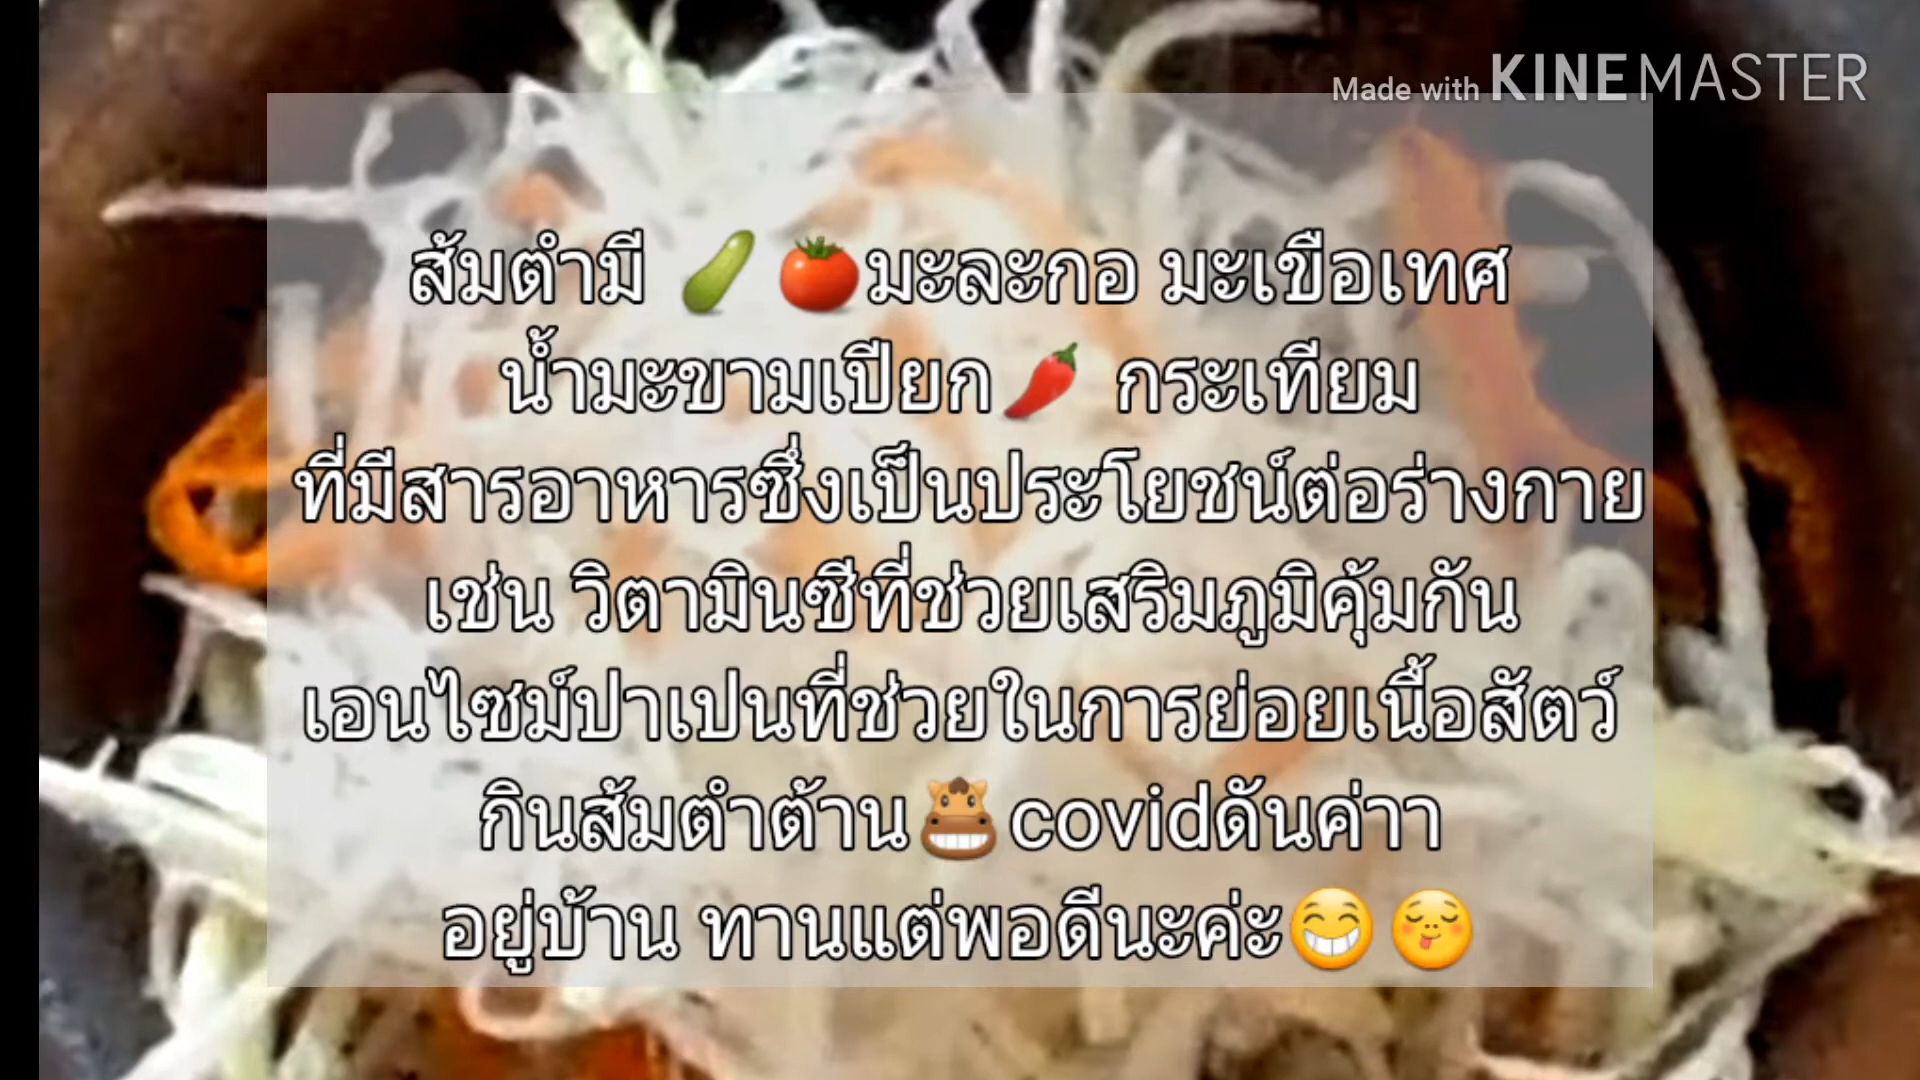 Made with KINEMASTER
ส้มตำมี 🥒🍅มะละกอ มะเขือเทศ
น้ำมะขามเปียก🌶 กระเทียม
ที่มีสารอาหารซึ่งเป็นประโยชน์ต่อร่างกาย
เช่น วิตามินซีที่ช่วยเสริมภูมิคุ้มกัน
เอนไซม์ปาเปนที่ช่วยในการย่อยเนื้อสัตว์
กินส้มตำต้าน🐴covidดันค่าา
อยู่บ้าน ทานแต่พอดีนะค่ะ😁😋